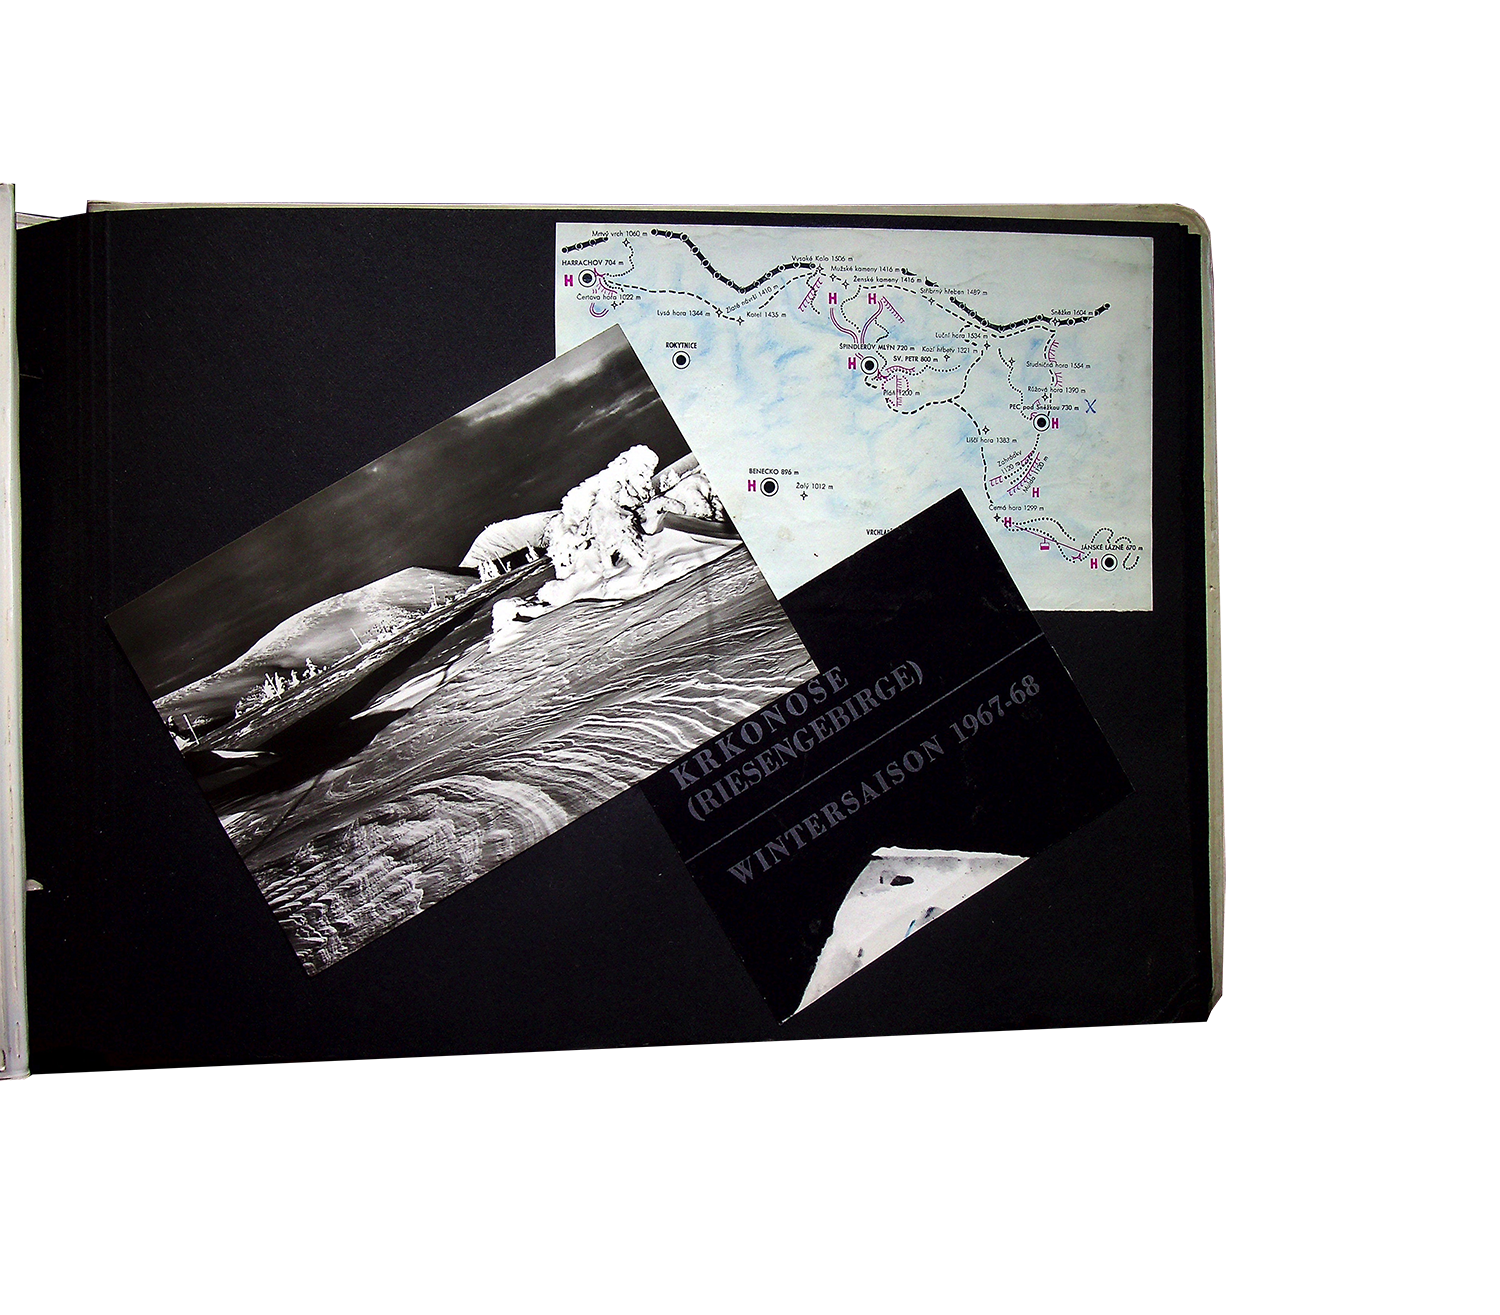 Mrtvý vrch 1060 m
HARRACHOV 704 m
H
Čertova hora 1022 m
Lysá hora 1344 m
Zlaté návrší 1410 m
Kotel 1435 m
Vysoké Kolo 1506 m
Mužské kameny 1416 m
Ženské kameny 1416 m
Stříbrný hřeben 1489 m
Sněžka 1604 m
H
H
ROKYTNICE
ŠPINDLERŮV MLÝN 720 m
H
SV. PETR 800 m
Kozí hřbety 1321 m
Luční hora 1534 m
Pláň 1200 m
Studniční hora 1554 m
Růžová hora 1390 m
PEC pod Sněžkou 730 m X
H
Liščí hora 1383 m
Zahrádky
1120 m
H
BENECKO 896 m
H
Žalý 1012 m
Černá hora 1299 m
H
JÁNSKÉ LÁZNĚ 670 m
H
KRKONOSE
(RIESENGEBIRGE)
WINTERSAISON 1967-68